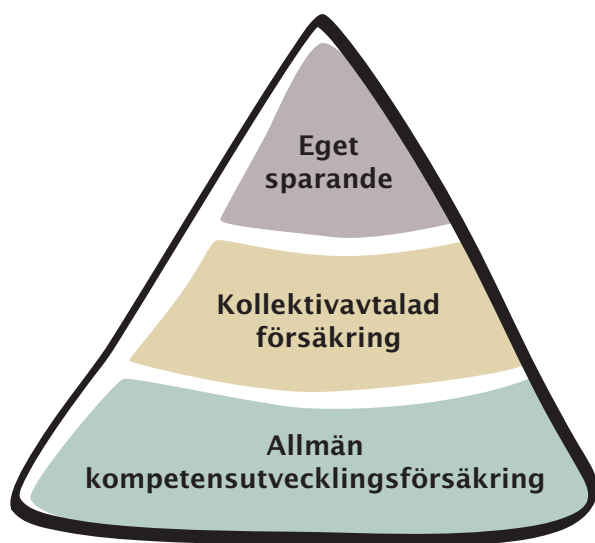 Eget
sparande
Kollektivavtalad
försäkring
Allmän
kompetensutvecklingsförsäkring